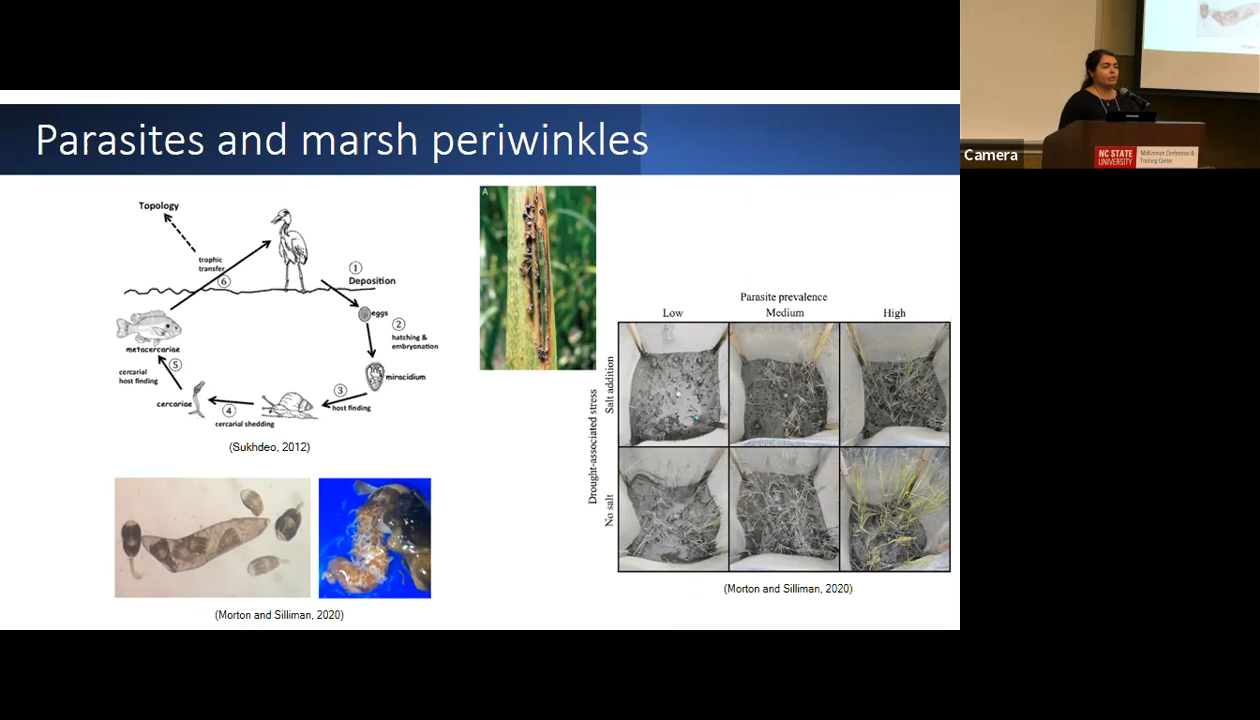 Parasites and marsh periwinkles
Topology
trophic
transfer
6
1
Deposition
eggs
2
hatching &
embryonation
miracidium
3
host finding
4
cercarial shedding
cercariae
5
cercarial
host finding
metacercariae
(Sukhdeo, 2012)
(Morton and Silliman, 2020)
A
Parasite prevalence
Low
Medium
High
Drought-associated stress
Salt addition
No salt
(Morton and Silliman, 2020)
Camera
NC STATE
UNIVERSITY
McKimmon Conference &
Training Center